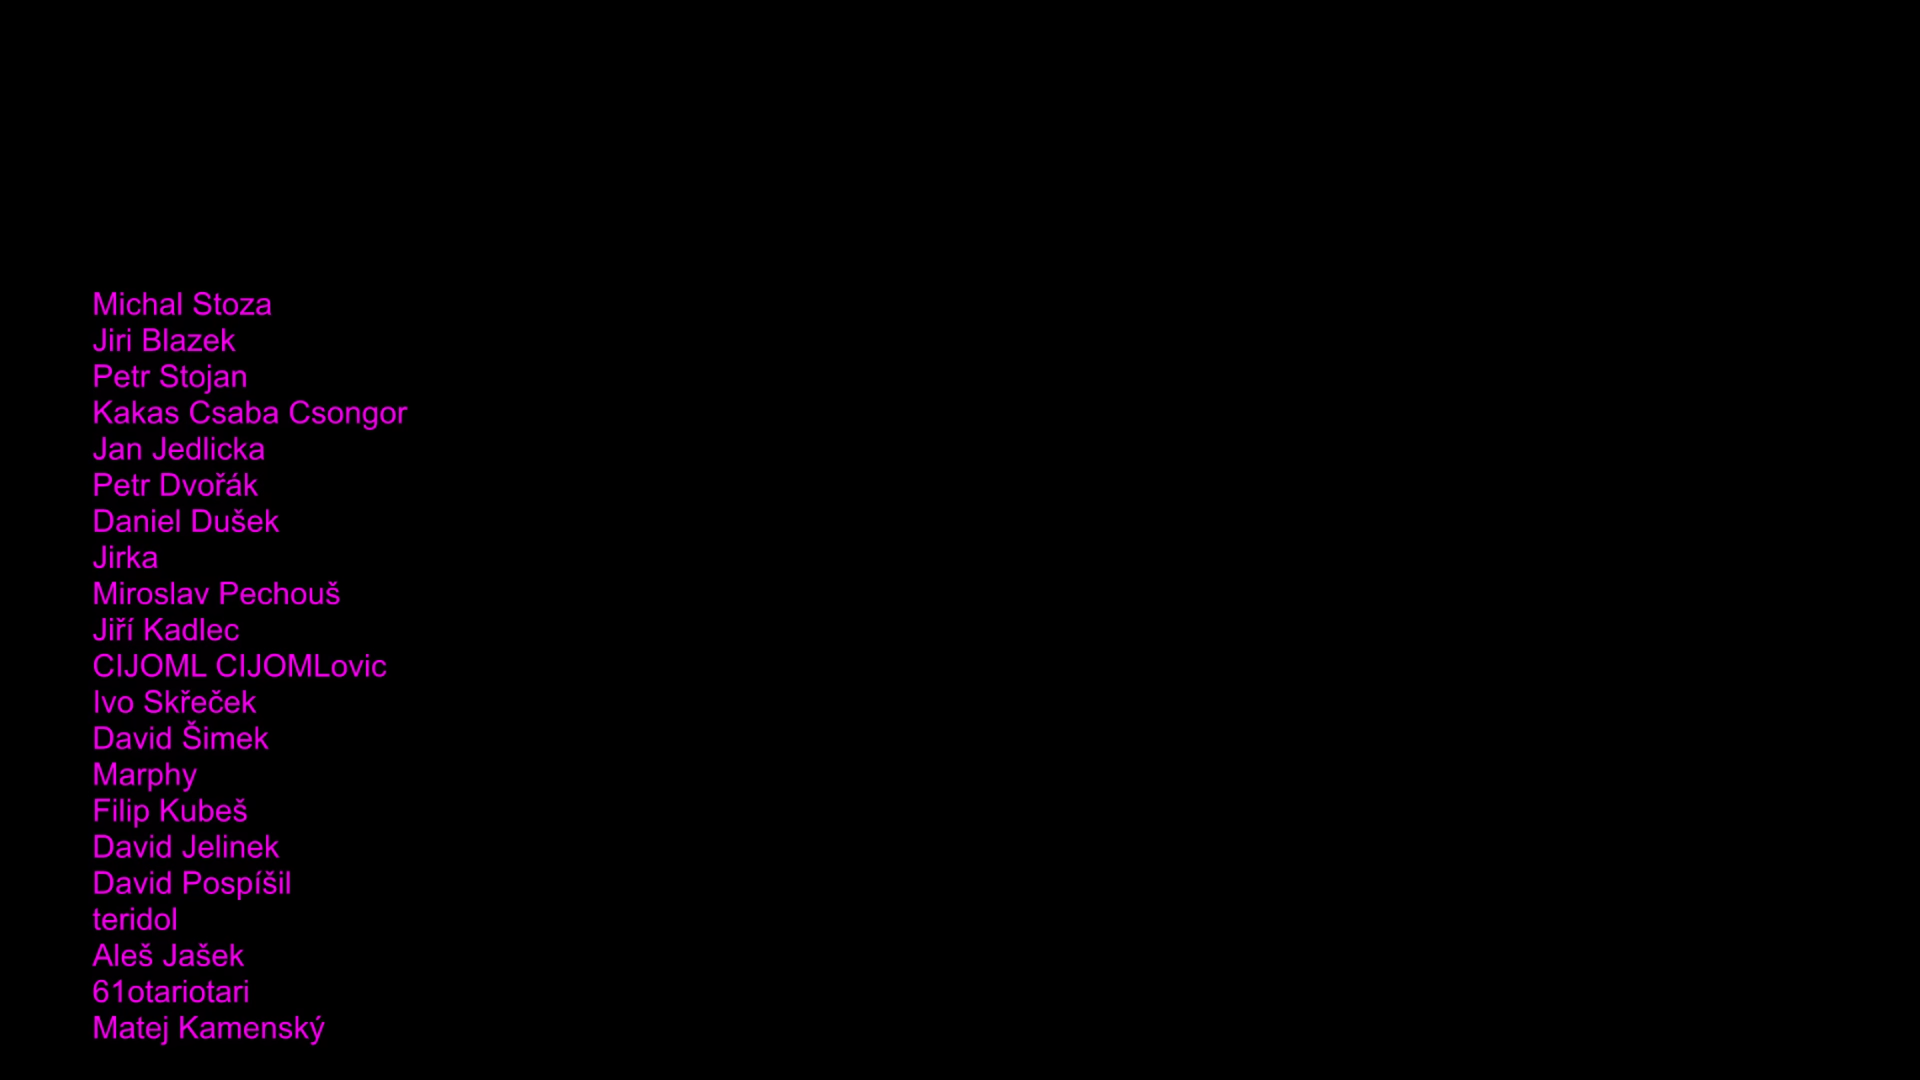 Michal Stoza
Jiri Blazek
Petr Stojan
Kakas Csaba Csongor
Jan Jedlicka
Petr Dvořák
Daniel Dušek
Jirka
Miroslav Pechouš
Jiří Kadlec
CIJOML CIJOMLovic
Ivo Skřeček
David Šimek
Marphy
Filip Kubeš
David Jelinek
David Pospíšil
teridol
Aleš Jašek
61otariotari
Matej Kamenský